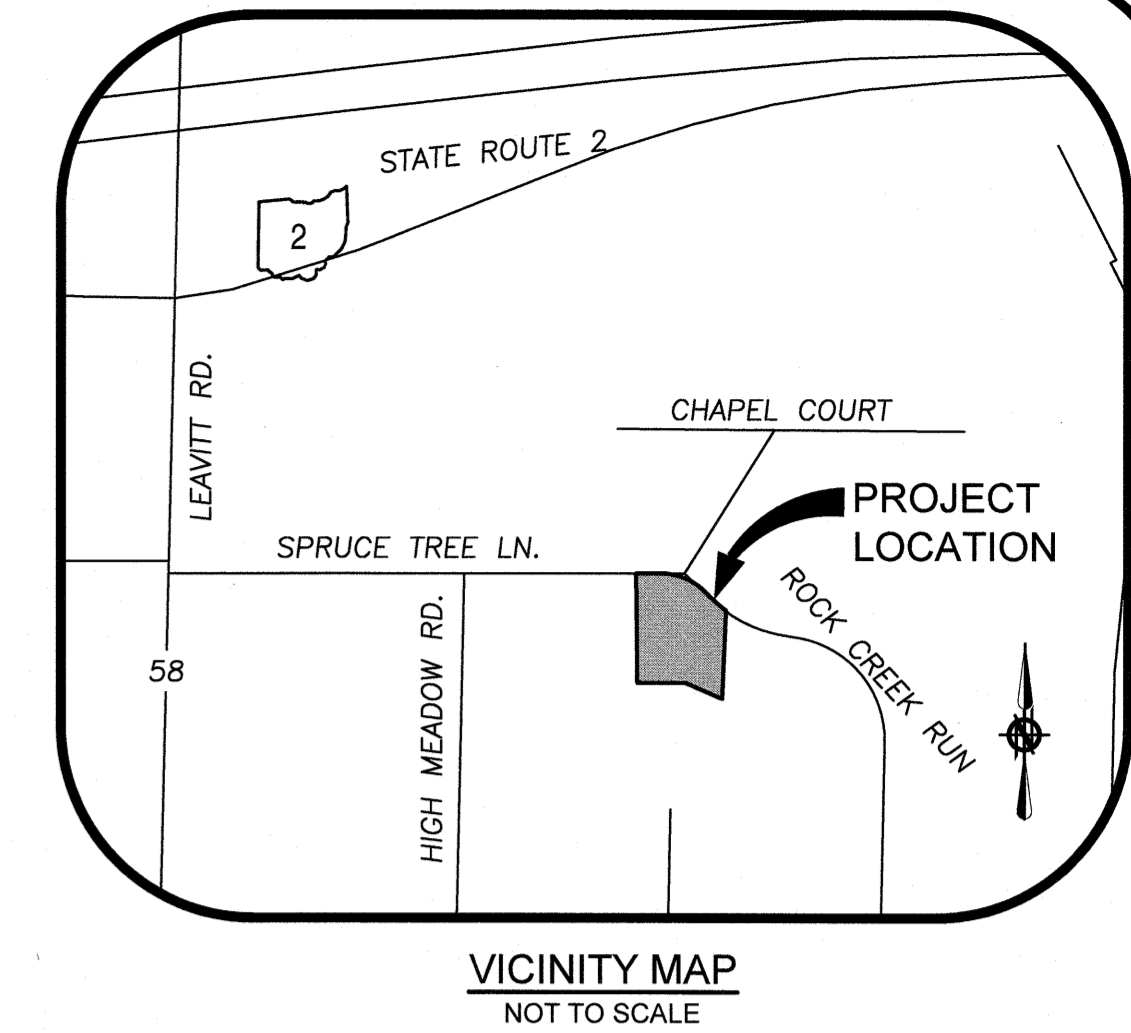 STATE ROUTE 2
2
LEAVITT RD.
CHAPEL COURT
PROJECT
LOCATION
SPRUCE TREE LN.
ROCK CREEK RUN
HIGH MEADOW RD.
58
N
VICINITY MAP
NOT TO SCALE